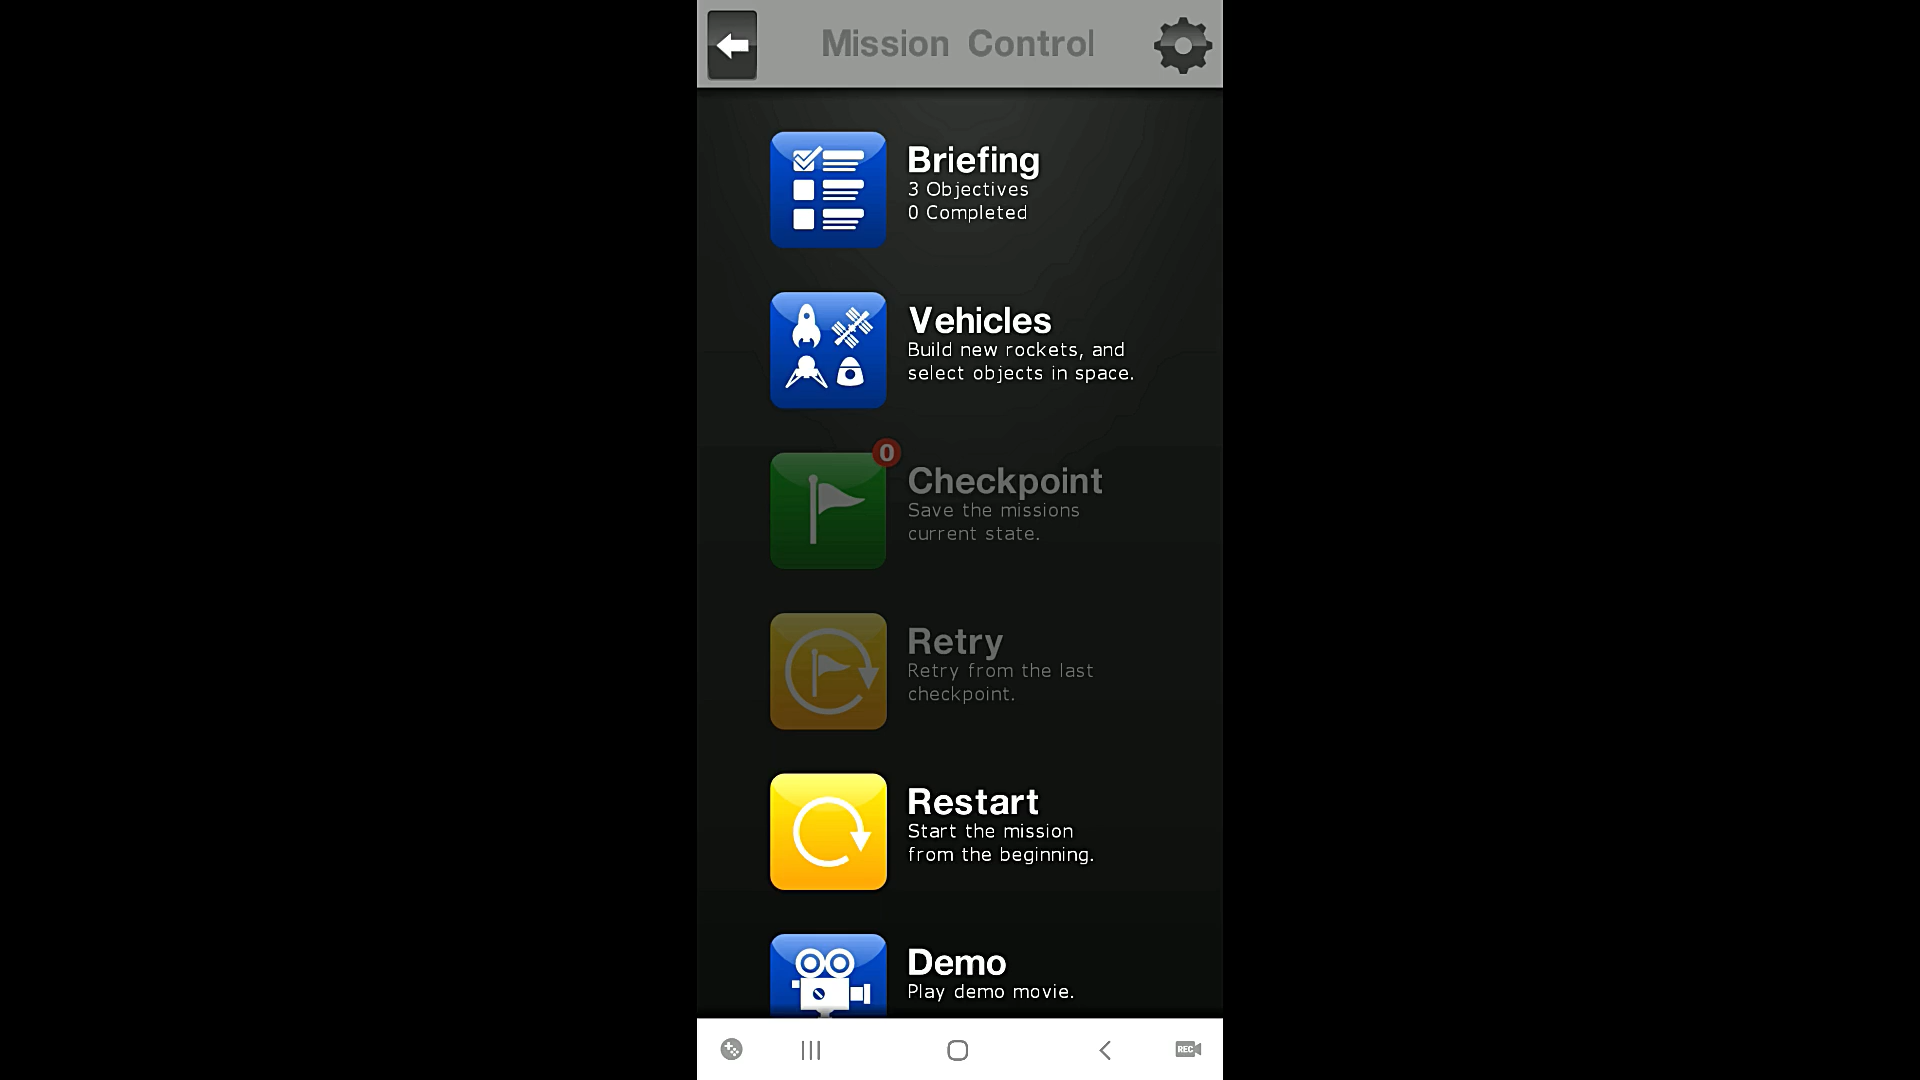 Mission Control
Briefing
3 Objectives
0 Completed
Vehicles
Build new rockets, and
select objects in space.
0
Checkpoint
Save the missions
current state.
Retry
Retry from the last
checkpoint.
Restart
Start the mission
from the beginning.
Demo
Play demo movie.
REC